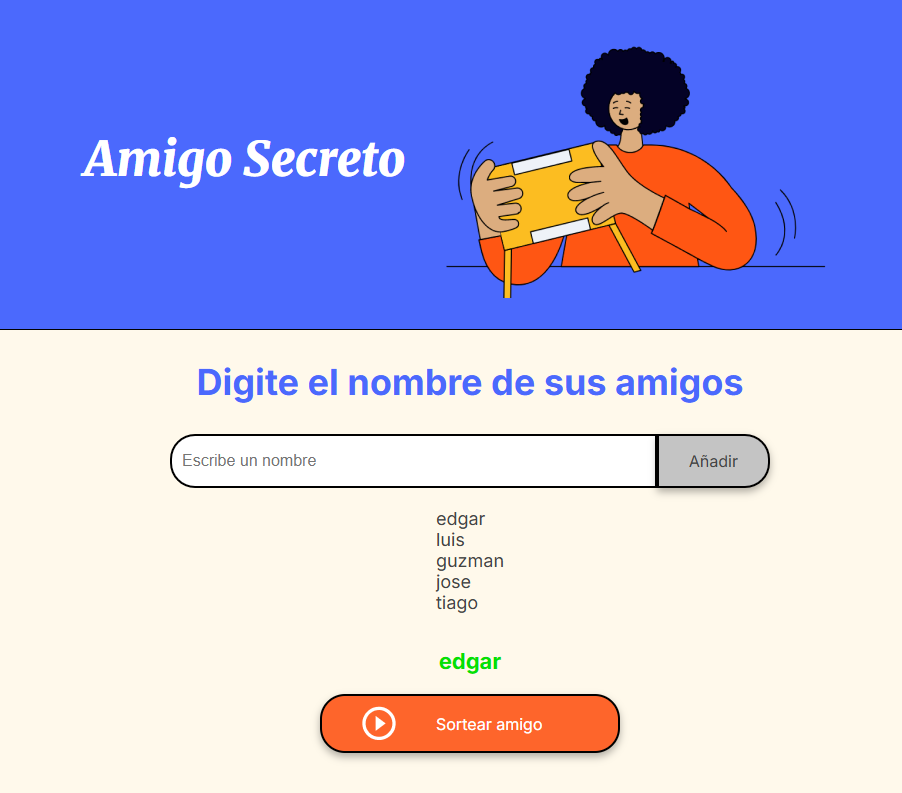 Amigo Secreto
Digite el nombre de sus amigos
Escribe un nombre
Añadir
edgar
luis
guzman
jose
tiago
edgar
Sortear amigo